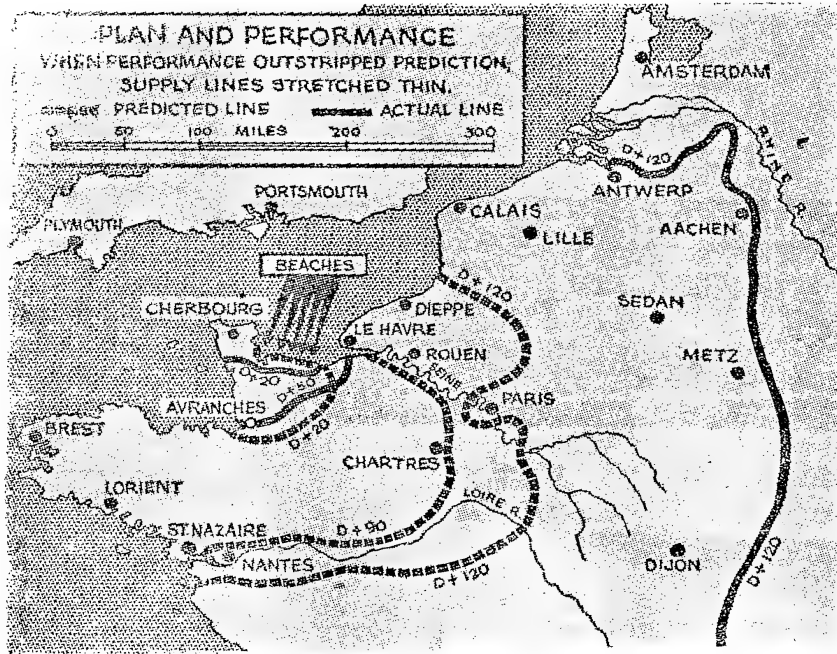 PLAN AND PERFORMANCE
WHEN PERFORMANCE OUTSTRIPPED PREDICTION,
SUPPLY LINES STRETCHED THIN.
PREDICTED LINE ACTUAL LINE
0 50 100 MILES 200 300
AMSTERDAM
RHINE R.
D+120
ANTWERP
PORTSMOUTH
CALAIS
AACHEN
PLYMOUTH
LILLE
BEACHES
D+120
CHERBOURG
DIEPPE
SEDAN
LE HAVRE
ROUEN
SEINE
METZ
D+20
D+50
AVRANCHES
PARIS
D+20
BREST
CHARTRES
LORIENT
LOIRE R.
ST. NAZAIRE
D+90
NANTES
D+120
DIJON
D+120